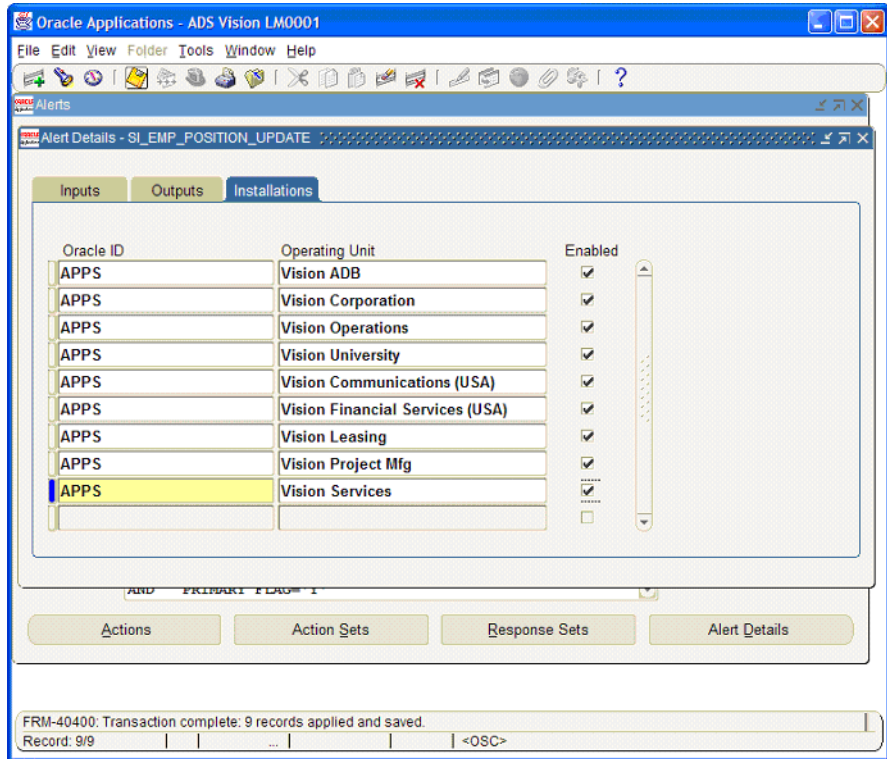 Oracle Applications - ADS Vision LM0001
File Edit View Folder Tools Window Help
Alerts
Alert Details - SI_EMP_POSITION_UPDATE
Inputs Outputs Installations
Oracle ID Operating Unit Enabled
APPS Vision ADB
APPS Vision Corporation
APPS Vision Operations
APPS Vision University
APPS Vision Communications (USA)
APPS Vision Financial Services (USA)
APPS Vision Leasing
APPS Vision Project Mfg
APPS Vision Services
AND PRIMARY_FLAG='Y'
Actions Action Sets Response Sets Alert Details
FRM-40400: Transaction complete: 9 records applied and saved.
Record: 9/9 ... <OSC>